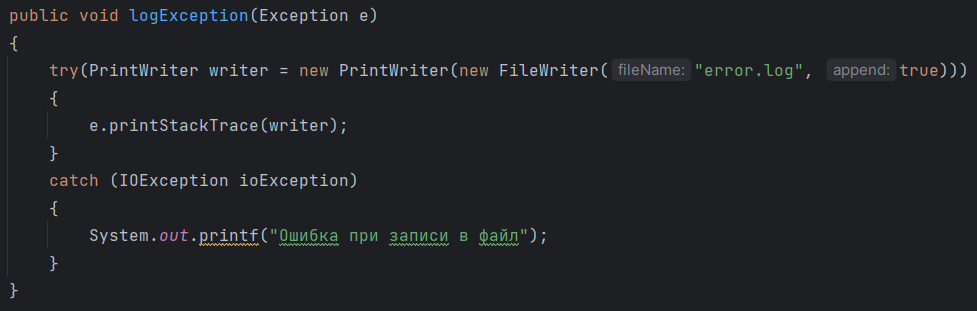 public void logException(Exception e)
{
    try(PrintWriter writer = new PrintWriter(new FileWriter( fileName: "error.log", append: true)))
    {
        e.printStackTrace(writer);
    }
    catch (IOException ioException)
    {
        System.out.printf("Ошибка при записи в файл");
    }
}